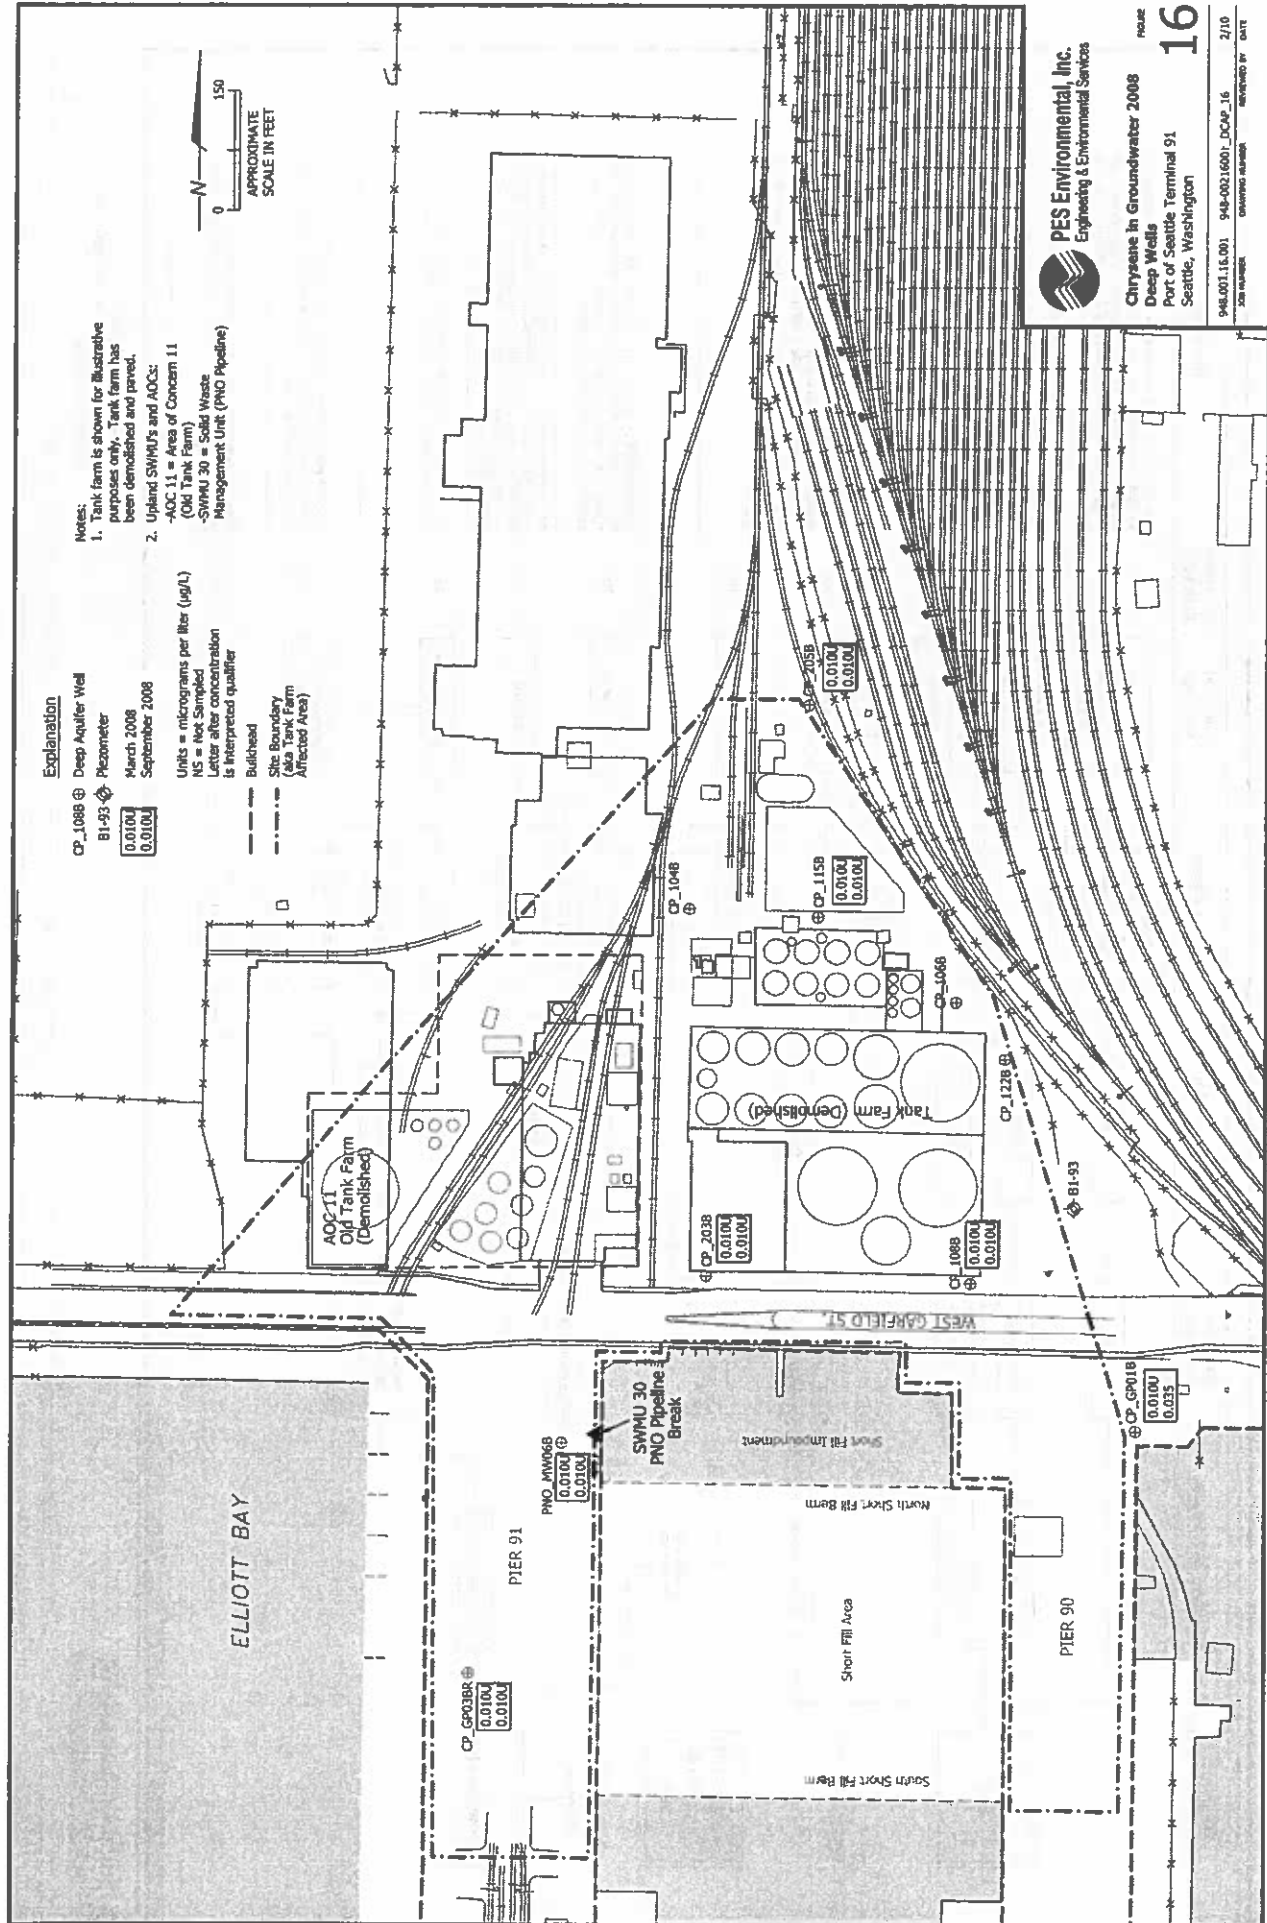 Explanation
CP_108B Deep Aquifer Well
B1-93 Piezometer
0.010U March 2008
0.010U September 2008
Units = micrograms per liter (µg/L)
NS = Not Sampled
Letter after concentration
is interpreted qualifier
Bulkhead
Site Boundary
(aka Tank Farm
Affected Area)
Notes:
1. Tank farm is shown for illustrative
purposes only. Tank farm has
been demolished and paved.
2. Upland SWMU's and AOCs:
-AOC 11 = Area of Concern 11
(Old Tank Farm)
-SWMU 30 = Solid Waste
Management Unit (PNO Pipeline)
N
0 150
APPROXIMATE
SCALE IN FEET
ELLIOTT BAY
AOC 11
Old Tank Farm
(Demolished)
CP_104B
CP_205B
0.010U
0.010U
CP_115B
0.010U
0.010U
CP_106B
CP_122B
Tank Farm (Demolished)
B1-93
CP_203B
0.010U
0.010U
CP_108B
0.010U
0.010U
WEST GARFIELD ST.
CP_GP03BR
0.010U
0.010U
PIER 91
PNO_MW06B
0.010U
0.010U
SWMU 30
PNO Pipeline
Break
Short Fill Impoundment
North Short Fill Berm
Short Fill Area
South Short Fill Berm
PIER 90
CP_GP01B
0.010U
0.035
PES Environmental, Inc.
Engineering & Environmental Services
Chrysene in Groundwater 2008
Deep Wells
Port of Seattle Terminal 91
Seattle, Washington
FIGURE
16
948.001.16.001 948-00216001_DCAP_16 2/10
JOB NUMBER DRAWING NUMBER REVIEWED BY DATE